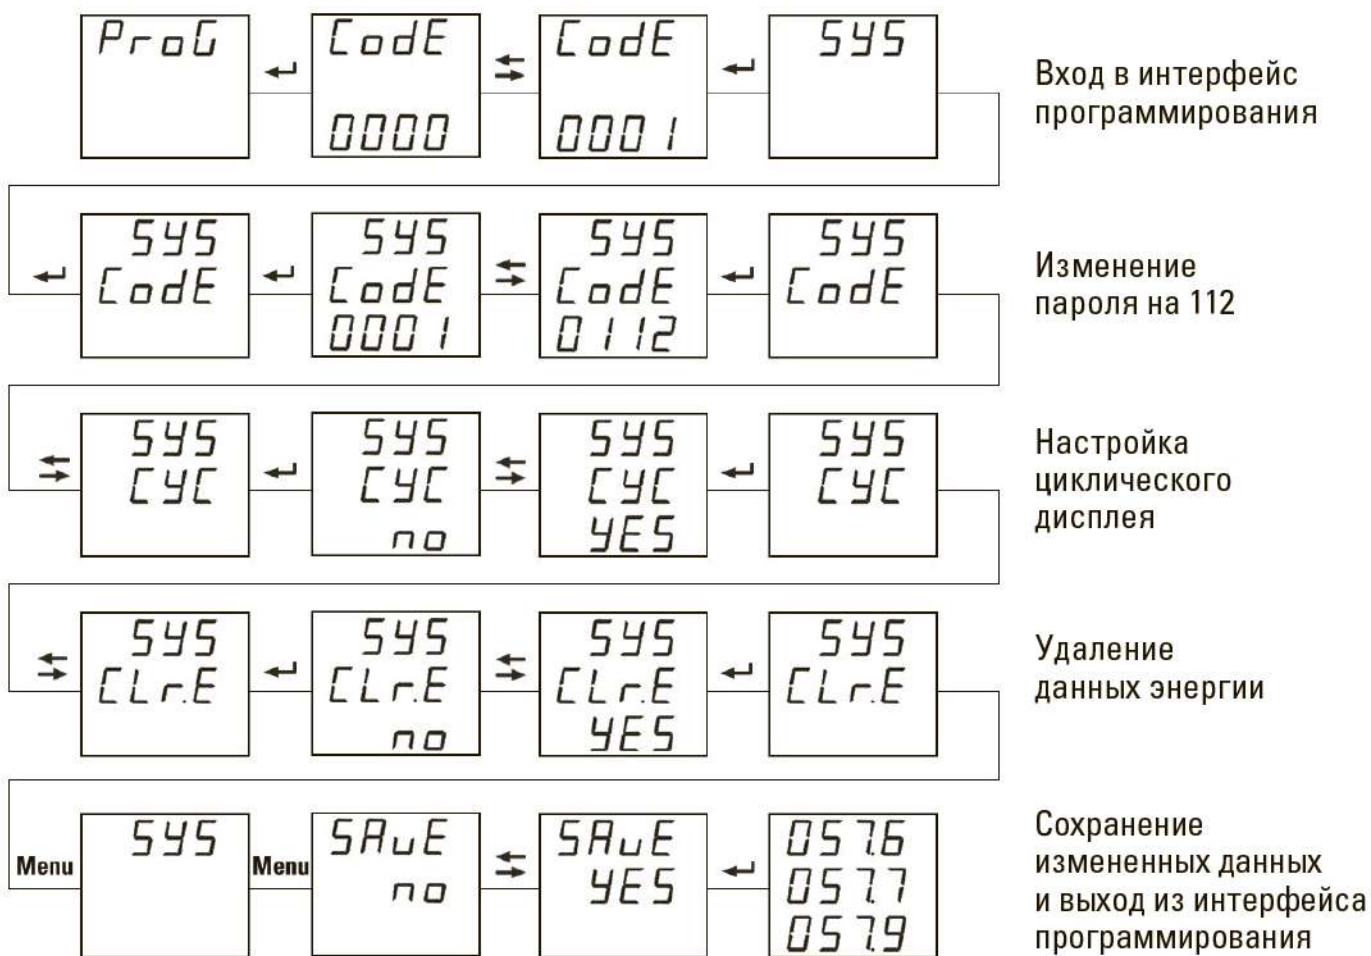 ProG CodE CodE SYS
0000 0001
Вход в интерфейс
программирования
SYS SYS SYS SYS
CodE CodE CodE CodE
0001 0112
Изменение
пароля на 112
SYS SYS SYS SYS
CYC CYC CYC CYC
no YES
Настройка
циклического
дисплея
SYS SYS SYS SYS
CLr.E CLr.E CLr.E CLr.E
no YES
Удаление
данных энергии
Menu SYS Menu SAvE SAvE 057.6
no YES 057.7
057.9
Сохранение
измененных данных
и выход из интерфейса
программирования